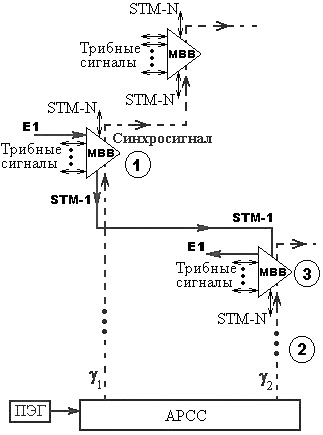 STM-N
Трибные
сигналы
МВВ
STM-N
STM-N
E1
Синхросигнал
Трибные
сигналы
МВВ
1
STM-1
STM-1
E1
Трибные
сигналы
МВВ
3
STM-N
2
γ1
γ2
ПЭГ
АРСС